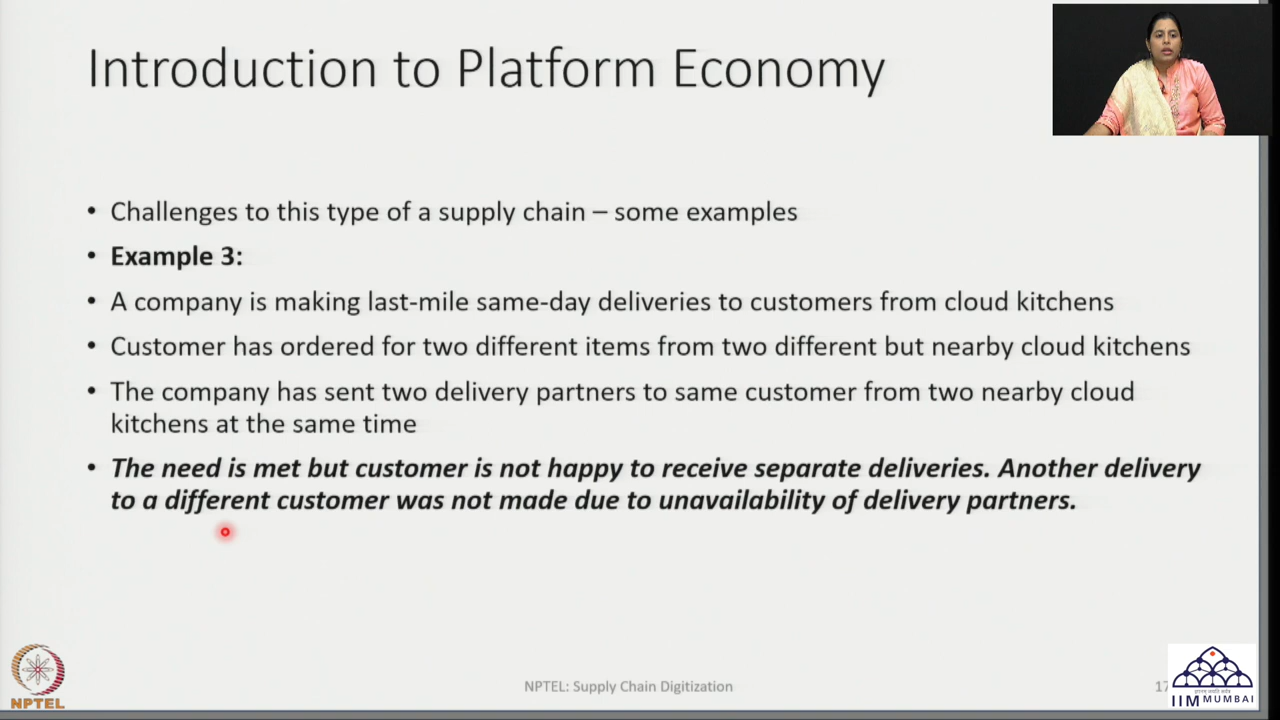 Introduction to Platform Economy
• Challenges to this type of a supply chain – some examples
• Example 3:
• A company is making last-mile same-day deliveries to customers from cloud kitchens
• Customer has ordered for two different items from two different but nearby cloud kitchens
• The company has sent two delivery partners to same customer from two nearby cloud
kitchens at the same time
• The need is met but customer is not happy to receive separate deliveries. Another delivery
to a different customer was not made due to unavailability of delivery partners.
NPTEL
NPTEL: Supply Chain Digitization
17
IIM MUMBAI